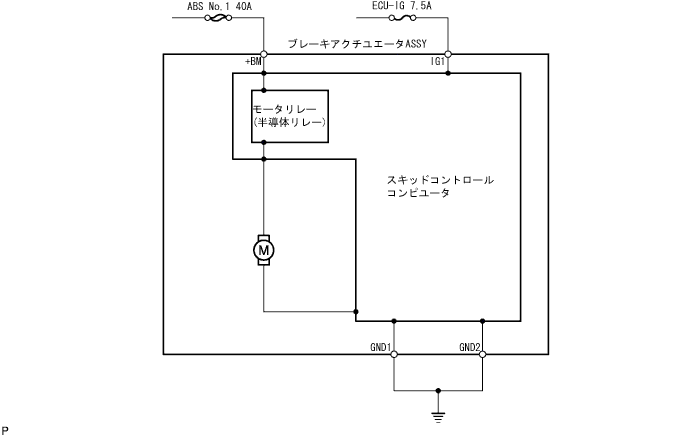 ABS No,1 40A
ECU-IG 7,5A
ブレーキアクチュエータASSY
+BM
IG1
モータリレー
(半導体リレー)
スキッドコントロール
コンピュータ
M
GND1
GND2
P